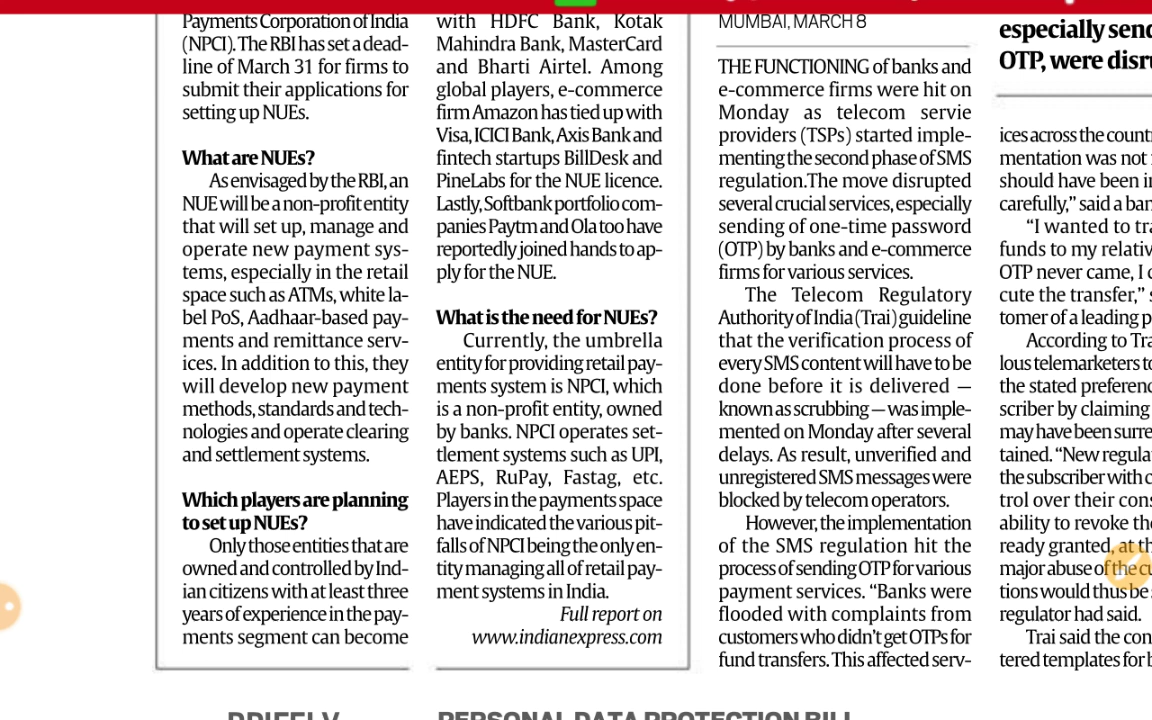 Payments Corporation of India
(NPCI). The RBI has set a dead-
line of March 31 for firms to
submit their applications for
setting up NUEs.
What are NUEs?
As envisaged by the RBI, an
NUE will be a non-profit entity
that will set up, manage and
operate new payment sys-
tems, especially in the retail
space such as ATMs, white la-
bel PoS, Aadhaar-based pay-
ments and remittance serv-
ices. In addition to this, they
will develop new payment
methods, standards and tech-
nologies and operate clearing
and settlement systems.
Which players are planning
to set up NUEs?
Only those entities that are
owned and controlled by Ind-
ian citizens with at least three
years of experience in the pay-
ments segment can become
with HDFC Bank, Kotak
Mahindra Bank, MasterCard
and Bharti Airtel. Among
global players, e-commerce
firm Amazon has tied up with
Visa, ICICI Bank, Axis Bank and
fintech startups BillDesk and
PineLabs for the NUE licence.
Lastly, Softbank portfolio com-
panies Paytm and Ola too have
reportedly joined hands to ap-
ply for the NUE.
What is the need for NUEs?
Currently, the umbrella
entity for providing retail pay-
ments system is NPCI, which
is a non-profit entity, owned
by banks. NPCI operates set-
tlement systems such as UPI,
AEPS, RuPay, Fastag, etc.
Players in the payments space
have indicated the various pit-
falls of NPCI being the only en-
tity managing all of retail pay-
ment systems in India.
Full report on
www.indianexpress.com
MUMBAI, MARCH 8
THE FUNCTIONING of banks and
e-commerce firms were hit on
Monday as telecom servie
providers (TSPs) started imple-
menting the second phase of SMS
regulation.The move disrupted
several crucial services, especially
sending of one-time password
(OTP) by banks and e-commerce
firms for various services.
The Telecom Regulatory
Authority of India (Trai) guideline
that the verification process of
every SMS content will have to be
done before it is delivered —
known as scrubbing — was imple-
mented on Monday after several
delays. As result, unverified and
unregistered SMS messages were
blocked by telecom operators.
However, the implementation
of the SMS regulation hit the
process of sending OTP for various
payment services. “Banks were
flooded with complaints from
customers who didn’t get OTPs for
fund transfers. This affected serv-
especially
OTP, were
ices across the
mentation was not
should have been
carefully,” said a
“I wanted to
funds to my
OTP never came, I
cute the transfer,”
tomer of a leading
According to
lous telemarketers
the stated
scriber by claiming
may have been
tained. “New
the subscriber with
trol over their
ability to revoke
ready granted, at
major abuse of the
tions would thus be
regulator had said.
Trai said the
tered templates for
PERSONAL DATA PROTECTION BILL